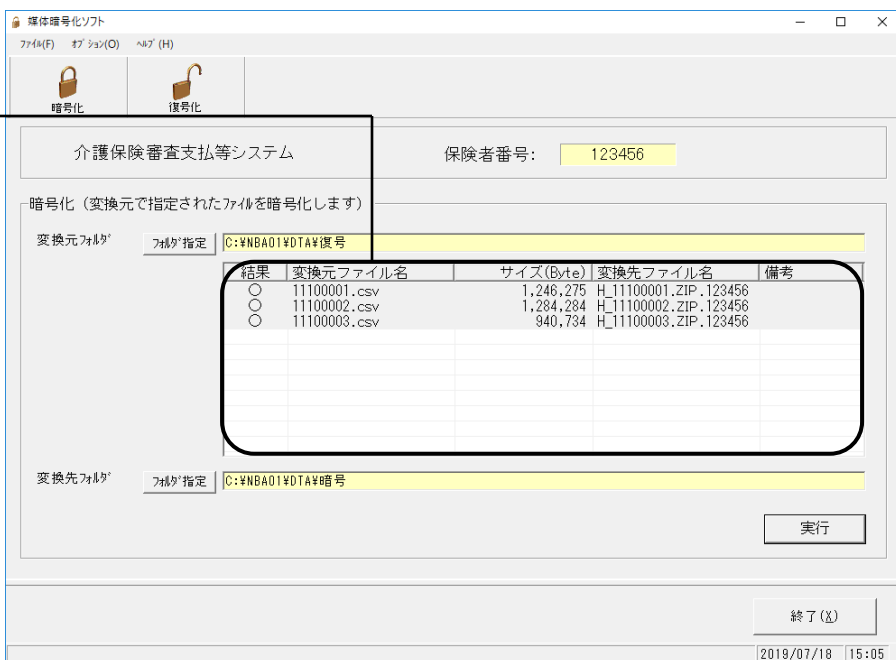 媒体暗号化ソフト
ﾌｧｲﾙ(F) ｵﾌﾟｼｮﾝ(O) ﾍﾙﾌﾟ(H)
暗号化 復号化
介護保険審査支払等システム 保険者番号: 123456
暗号化（変換元で指定されたﾌｧｲﾙを暗号化します）
変換元ﾌｫﾙﾀﾞ ﾌｫﾙﾀﾞ指定 C:¥NBA01¥DTA¥復号
結果 変換元ファイル名 サイズ(Byte) 変換先ファイル名 備考
○ 11100001.csv 1,246,275 H_11100001.ZIP.123456
○ 11100002.csv 1,284,284 H_11100002.ZIP.123456
○ 11100003.csv 940,734 H_11100003.ZIP.123456
変換先ﾌｫﾙﾀﾞ ﾌｫﾙﾀﾞ指定 C:¥NBA01¥DTA¥暗号
実行
終了(X)
2019/07/18 15:05